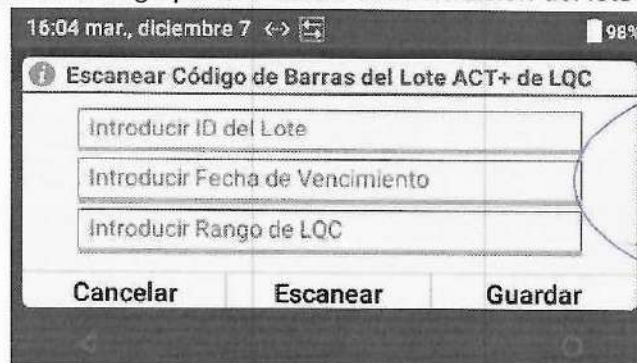 16:04 mar., diciembre 7
98%
Escanear Código de Barras del Lote ACT+ de LQC
Introducir ID del Lote
Introducir Fecha de Vencimiento
Introducir Rango de LQC
Cancelar Escanear Guardar